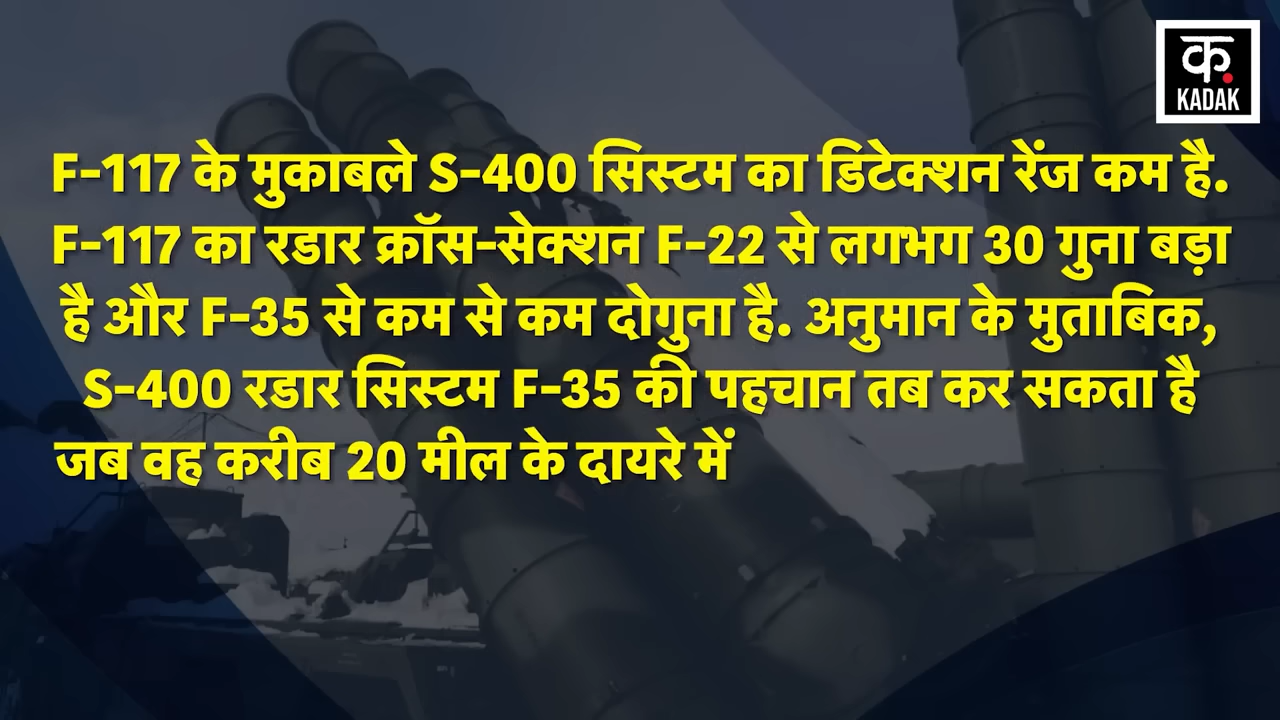 क.
KADAK
F-117 के मुकाबले S-400 सिस्टम का डिटेक्शन रेंज कम है.
F-117 का रडार क्रॉस-सेक्शन F-22 से लगभग 30 गुना बड़ा
है और F-35 से कम से कम दोगुना है. अनुमान के मुताबिक,
S-400 रडार सिस्टम F-35 की पहचान तब कर सकता है
जब वह करीब 20 मील के दायरे में